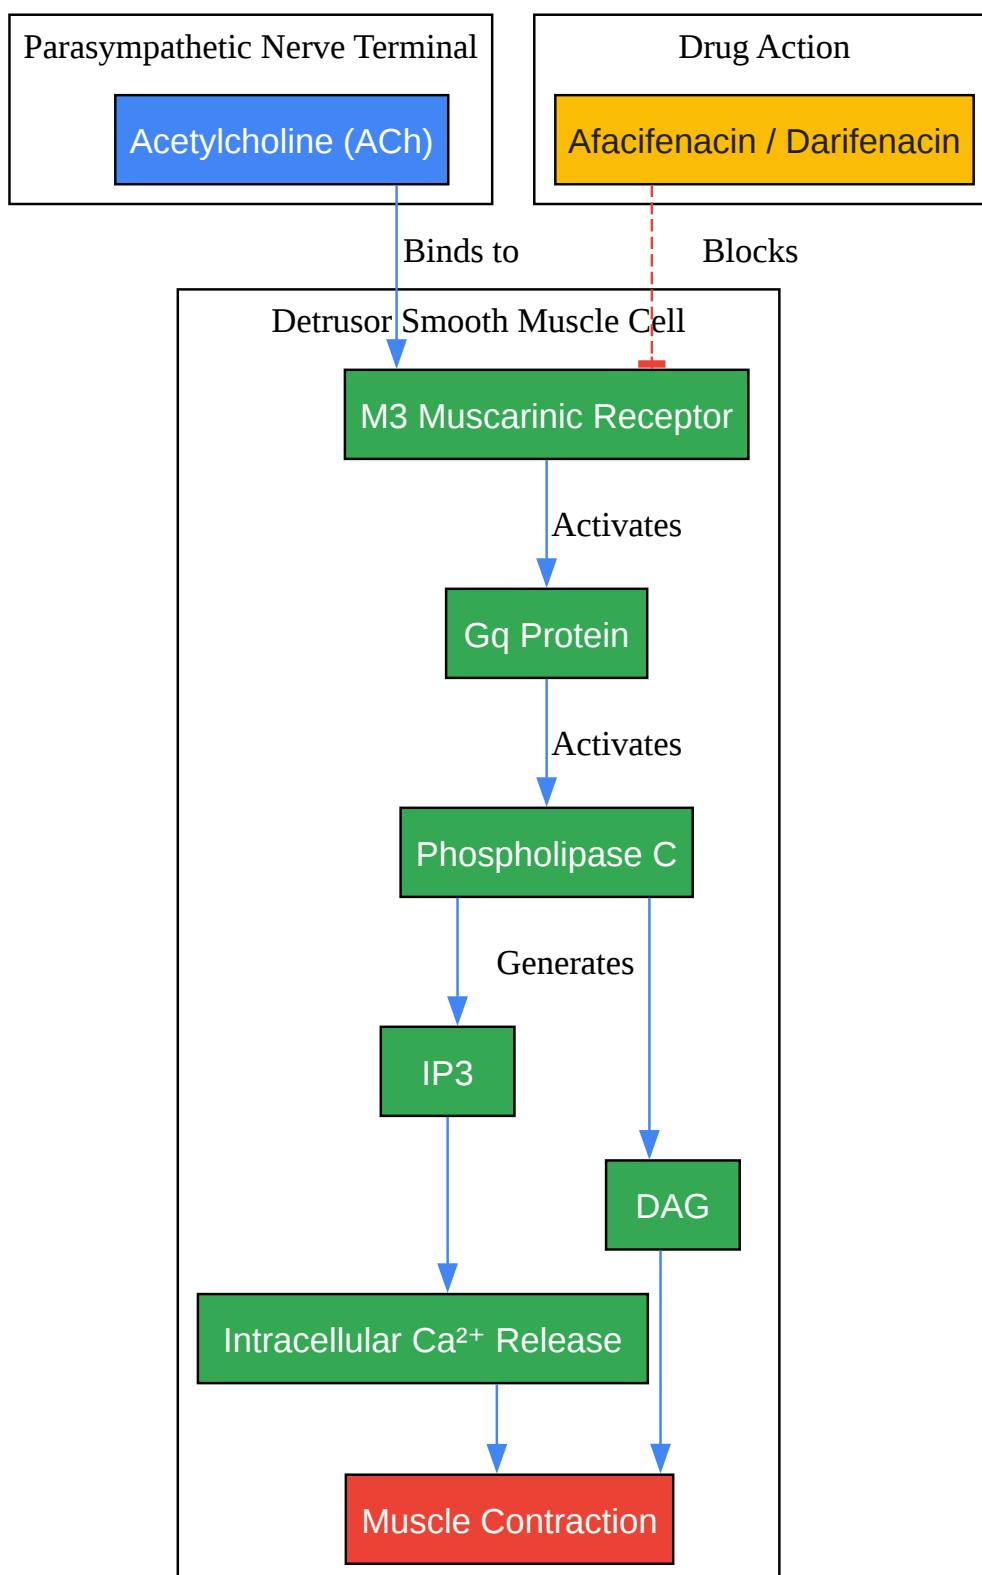 Parasympathetic Nerve Terminal
Drug Action
Acetylcholine (ACh)
Afacifenacin / Darifenacin
Binds to
Blocks
Detrusor Smooth Muscle Cell
M3 Muscarinic Receptor
Activates
Gq Protein
Activates
Phospholipase C
Generates
IP3
DAG
Intracellular Ca²⁺ Release
Muscle Contraction